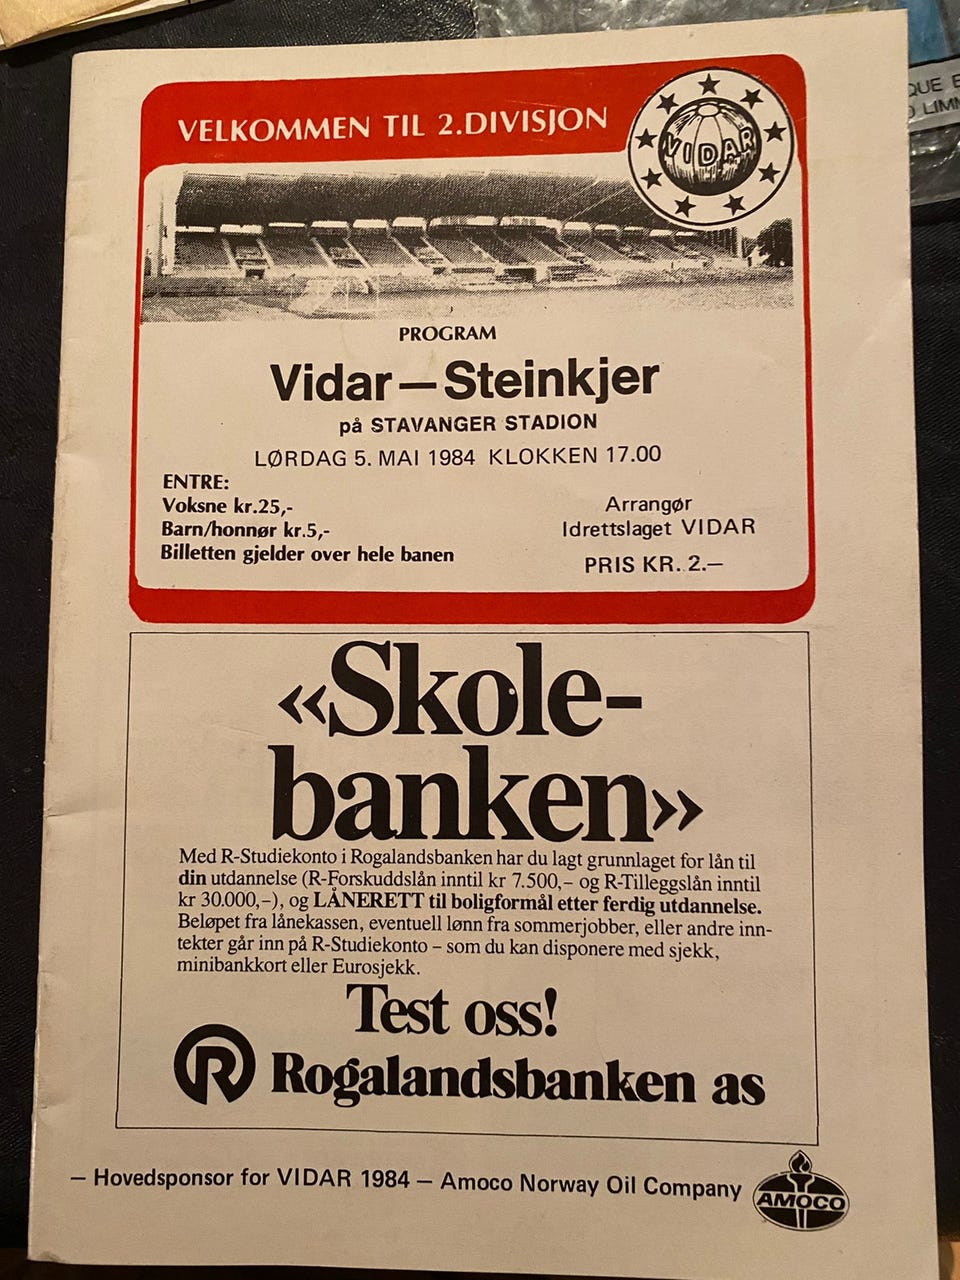 VELKOMMEN TIL 2.DIVISJON
VIDAR
PROGRAM
Vidar—Steinkjer
på STAVANGER STADION
LØRDAG 5. MAI 1984 KLOKKEN 17.00
ENTRE:
Voksne kr.25,-
Barn/honnør kr.5,-
Billetten gjelder over hele banen
Arrangør
Idrettslaget VIDAR
PRIS KR. 2.—
«Skole-
banken»
Med R-Studiekonto i Rogalandsbanken har du lagt grunnlaget for lån til
din utdannelse (R-Forskuddslån inntil kr 7.500,– og R-Tilleggslån inntil
kr 30.000,–), og LÅNERETT til boligformål etter ferdig utdannelse.
Beløpet fra lånekassen, eventuell lønn fra sommerjobber, eller andre inn-
tekter går inn på R-Studiekonto – som du kan disponere med sjekk,
minibankkort eller Eurosjekk.
Test oss!
R Rogalandsbanken as
— Hovedsponsor for VIDAR 1984 — Amoco Norway Oil Company
AMOCO